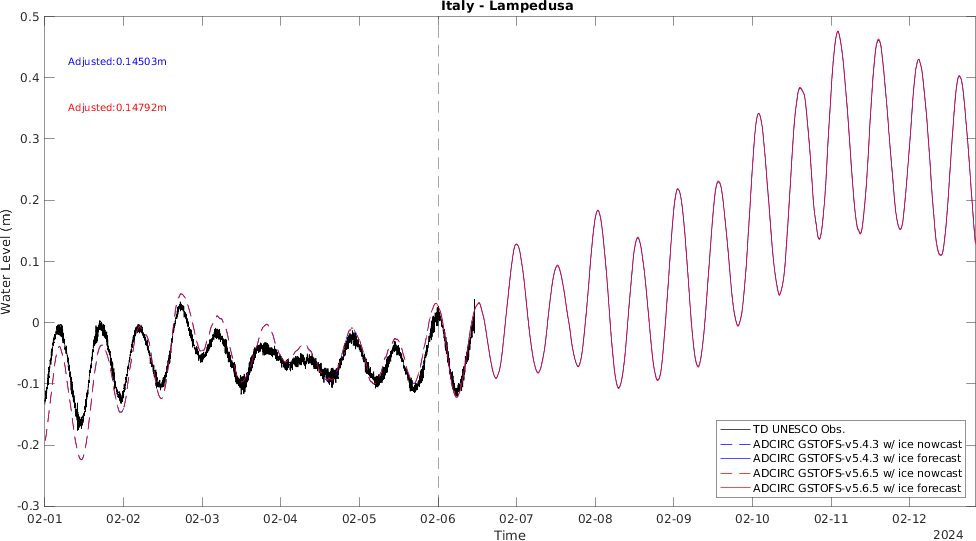 Italy - Lampedusa
Adjusted:0.14503m
Adjusted:0.14792m
Water Level (m)
0.5
0.4
0.3
0.2
0.1
0
-0.1
-0.2
-0.3
02-01 02-02 02-03 02-04 02-05 02-06 02-07 02-08 02-09 02-10 02-11 02-12
Time
2024
TD UNESCO Obs.
ADCIRC GSTOFS-v5.4.3 w/ ice nowcast
ADCIRC GSTOFS-v5.4.3 w/ ice forecast
ADCIRC GSTOFS-v5.6.5 w/ ice nowcast
ADCIRC GSTOFS-v5.6.5 w/ ice forecast